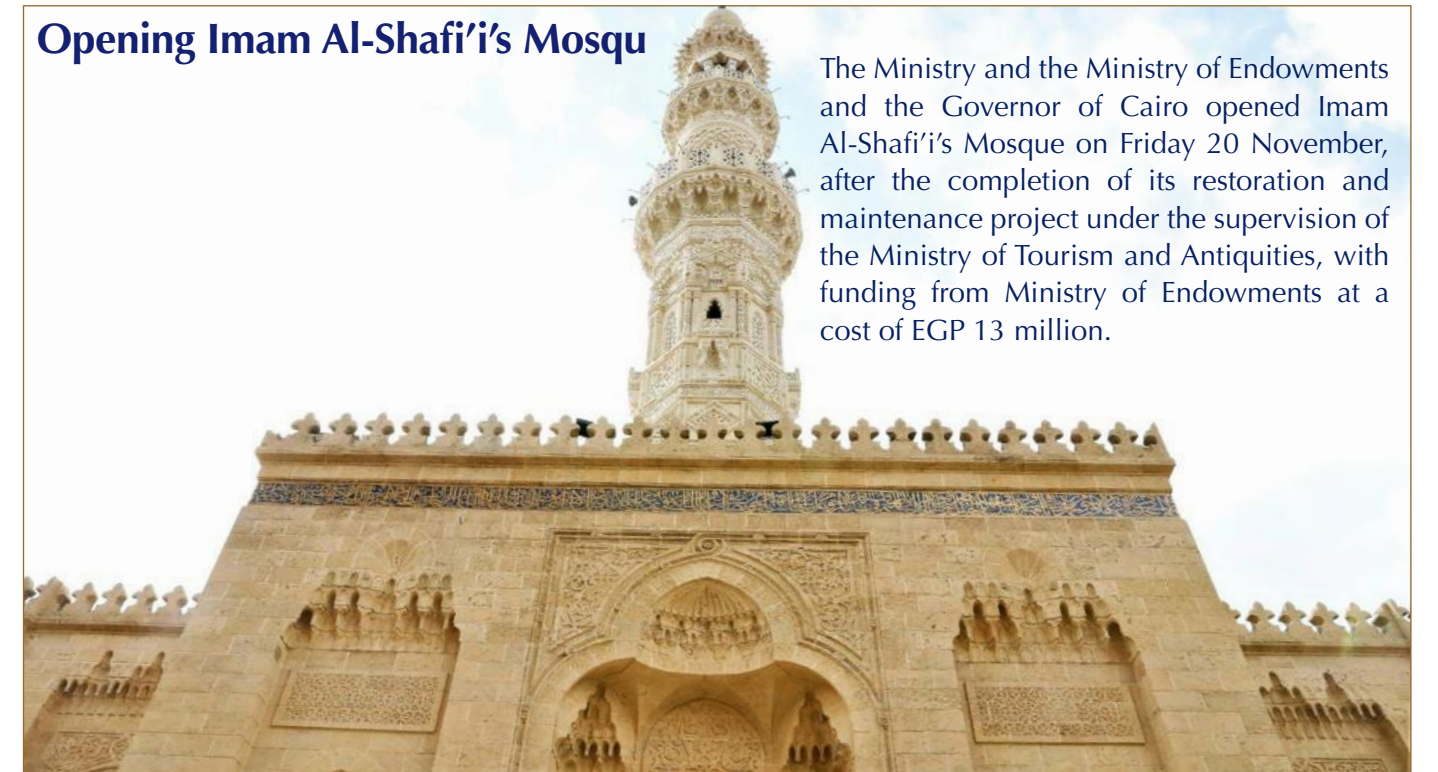 Opening Imam Al-Shafi’i’s Mosqu
The Ministry and the Ministry of Endowments
and the Governor of Cairo opened Imam
Al-Shafi’i’s Mosque on Friday 20 November,
after the completion of its restoration and
maintenance project under the supervision of
the Ministry of Tourism and Antiquities, with
funding from Ministry of Endowments at a
cost of EGP 13 million.